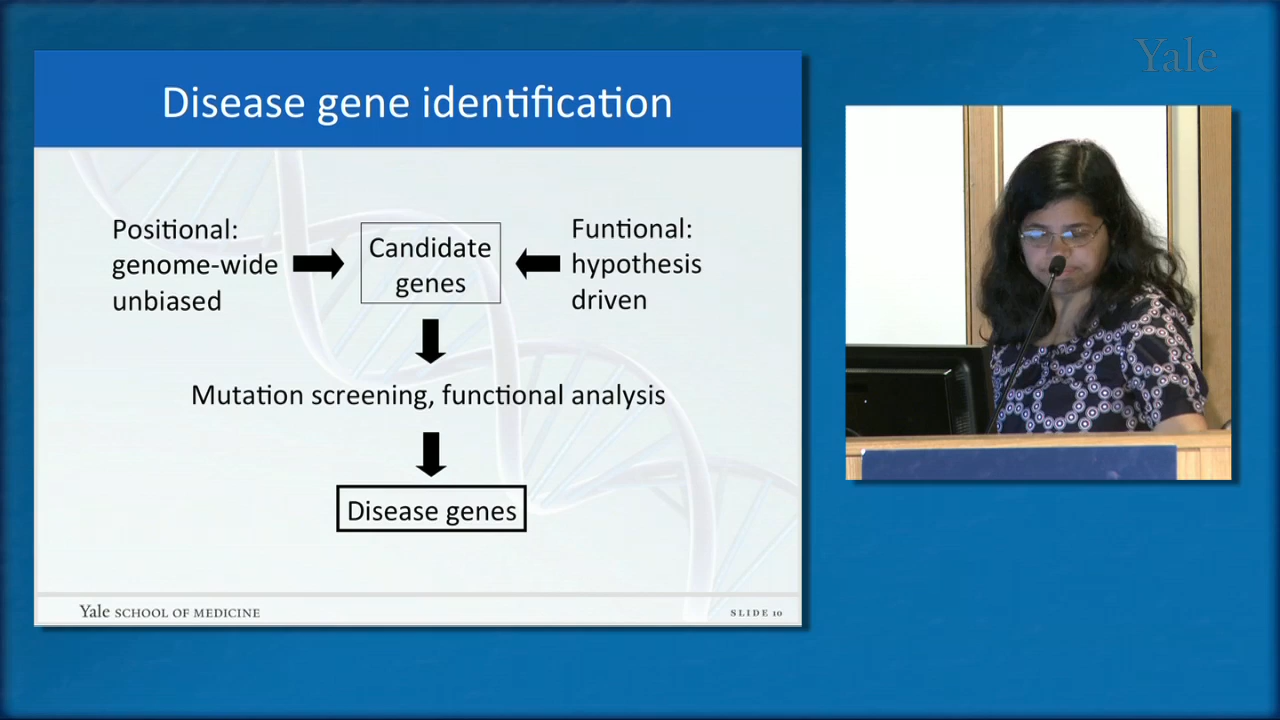 Yale
Disease gene identification
Positional:
genome-wide
unbiased
Candidate
genes
Funtional:
hypothesis
driven
Mutation screening, functional analysis
Disease genes
Yale SCHOOL OF MEDICINE
SLIDE 10